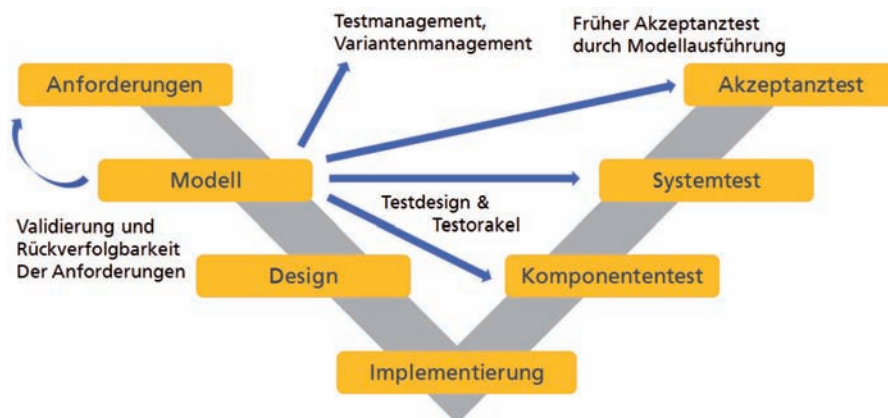 Testmanagement,
Variantenmanagement
Früher Akzeptanztest
durch Modellausführung
Anforderungen
Akzeptanztest
Modell
Systemtest
Testdesign &
Testorakel
Validierung und
Rückverfolgbarkeit
Der Anforderungen
Design
Komponententest
Implementierung